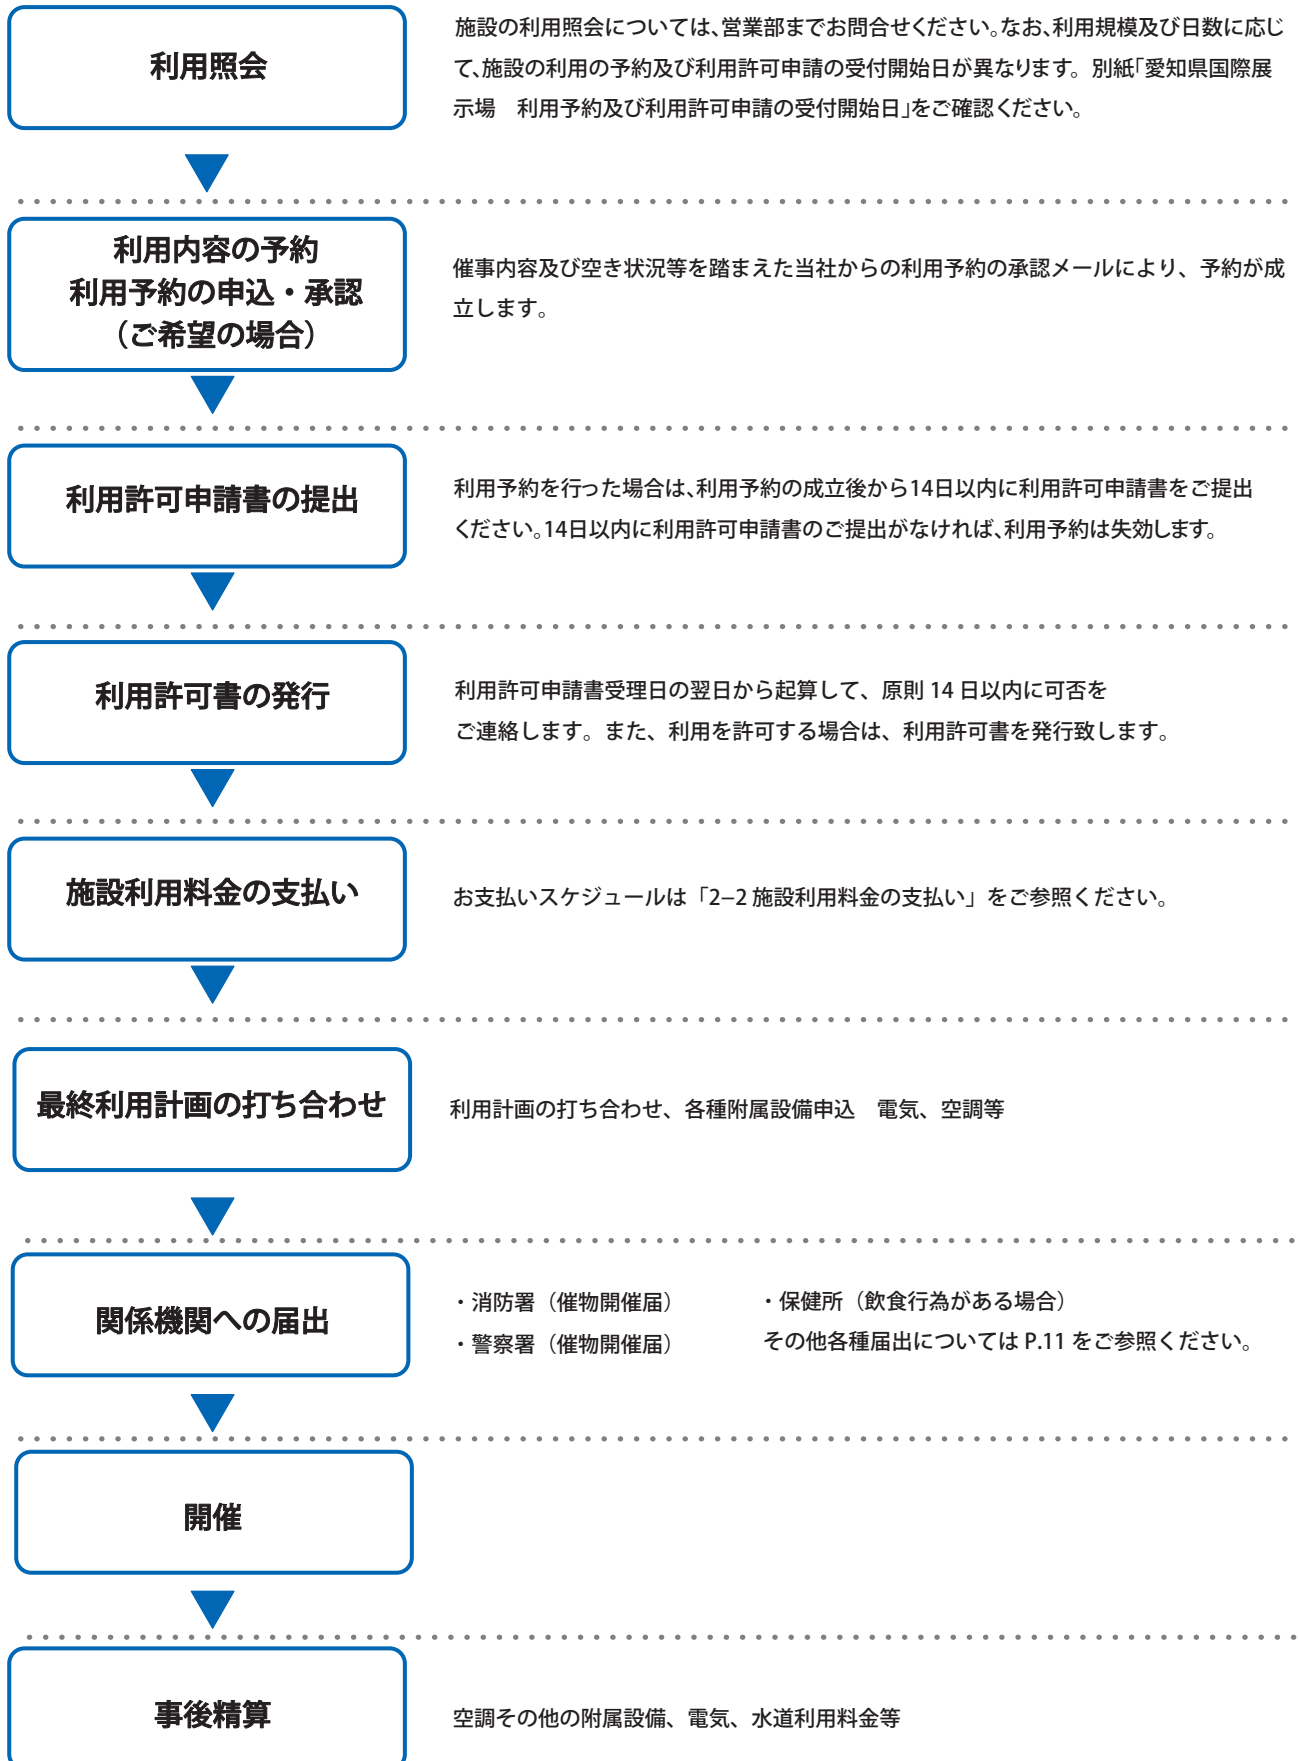 利用照会
施設の利用照会については、営業部までお問合せください。なお、利用規模及び日数に応じ
て、施設の利用の予約及び利用許可申請の受付開始日が異なります。別紙「愛知県国際展
示場　利用予約及び利用許可申請の受付開始日」をご確認ください。
利用内容の予約
利用予約の申込・承認
（ご希望の場合）
催事内容及び空き状況等を踏まえた当社からの利用予約の承認メールにより、予約が成
立します。
利用許可申請書の提出
利用予約を行った場合は、利用予約の成立後から14日以内に利用許可申請書をご提出
ください。14日以内に利用許可申請書のご提出がなければ、利用予約は失効します。
利用許可書の発行
利用許可申請書受理日の翌日から起算して、原則 14 日以内に可否を
ご連絡します。また、利用を許可する場合は、利用許可書を発行致します。
施設利用料金の支払い
お支払いスケジュールは「2–2 施設利用料金の支払い」をご参照ください。
最終利用計画の打ち合わせ
利用計画の打ち合わせ、各種附属設備申込　電気、空調等
関係機関への届出
・消防署（催物開催届）
・警察署（催物開催届）
・保健所（飲食行為がある場合）
その他各種届出については P.11 をご参照ください。
開催
事後精算
空調その他の附属設備、電気、水道利用料金等